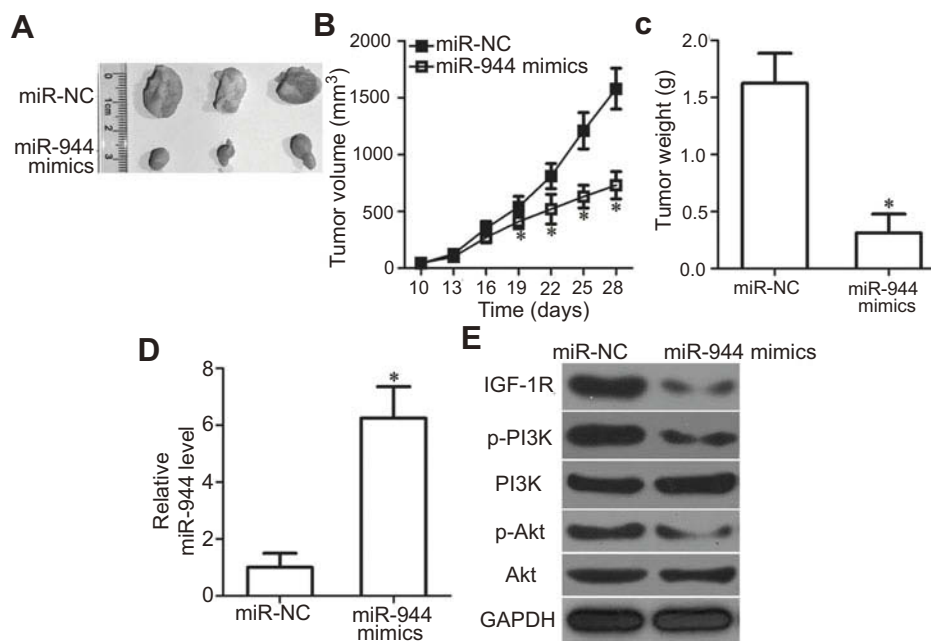 A
miR-NC
miR-944
mimics
0
1cm
2
3
B
miR-NC
miR-944 mimics
Tumor volume (mm³)
2000
1500
1000
500
0
* * * *
10 13 16 19 22 25 28
Time (days)
c
Tumor weight (g)
2.0
1.5
1.0
0.5
0.0
*
miR-NC
miR-944
mimics
D
Relative
miR-944 level
8
6
4
2
0
*
miR-NC
miR-944
mimics
E
miR-NC miR-944 mimics
IGF-1R
p-PI3K
PI3K
p-Akt
Akt
GAPDH